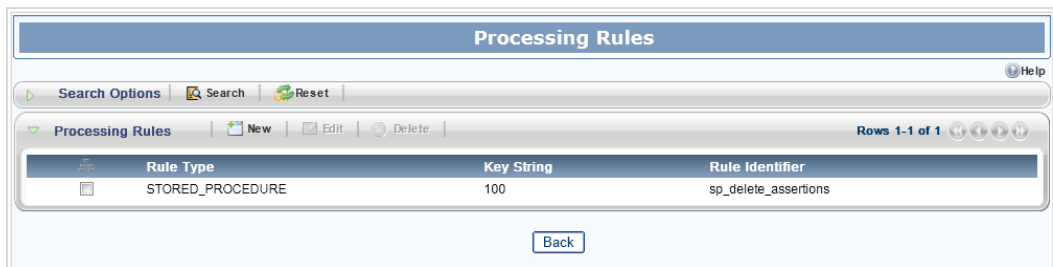 Processing Rules
Help
Search Options Search Reset
Processing Rules New Edit Delete Rows 1-1 of 1
Rule Type Key String Rule Identifier
STORED_PROCEDURE 100 sp_delete_assertions
Back